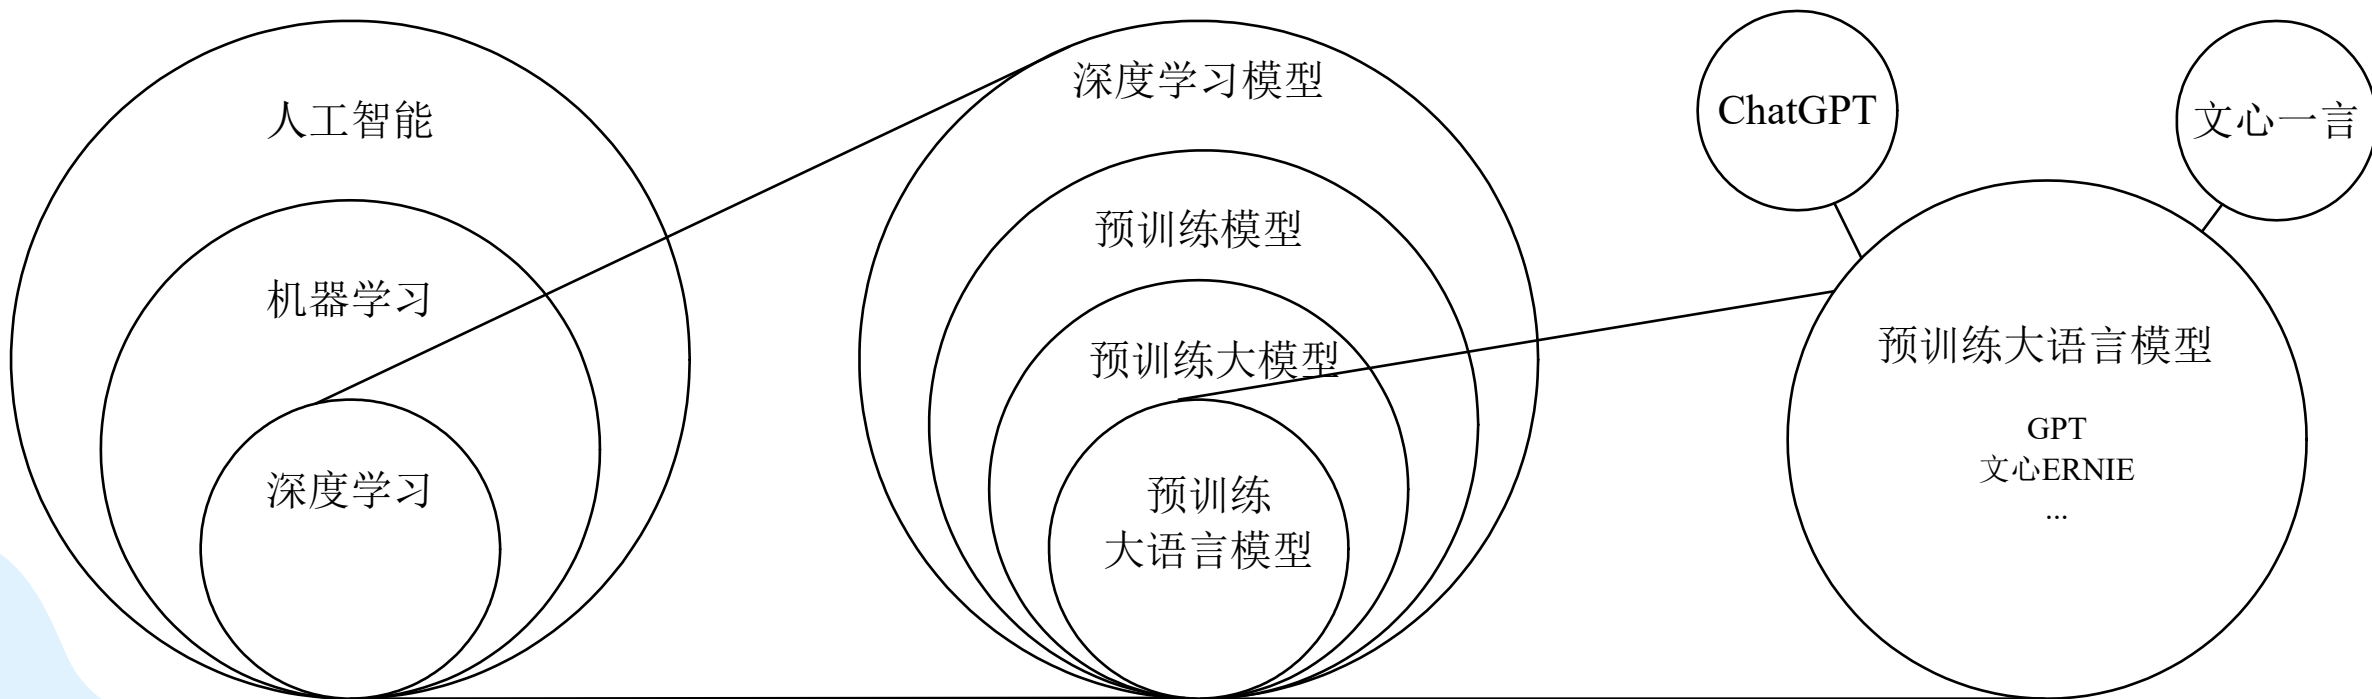 人工智能
机器学习
深度学习
深度学习模型
预训练模型
预训练大模型
预训练
大语言模型
ChatGPT
文心一言
预训练大语言模型
GPT
文心ERNIE
...